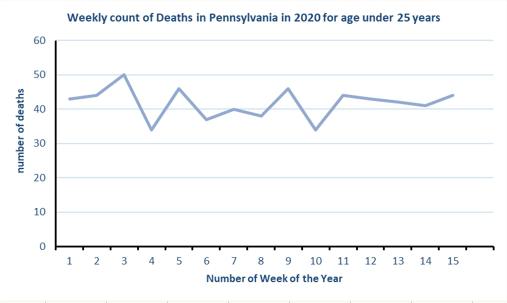 Weekly count of Deaths in Pennsylvania in 2020 for age under 25 years
number of deaths
60
50
40
30
20
10
0
1 2 3 4 5 6 7 8 9 10 11 12 13 14 15
Number of Week of the Year